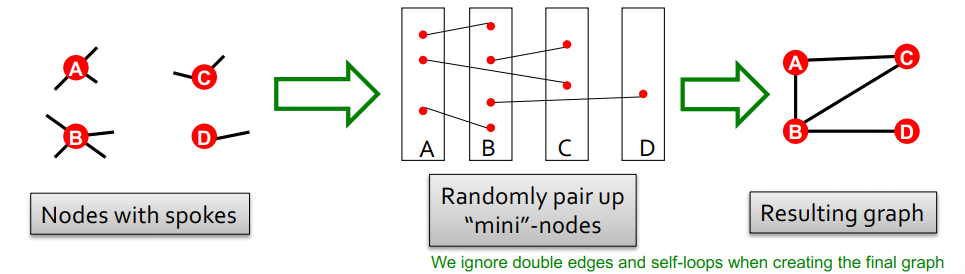 A
C
B
D
Nodes with spokes
A B C D
Randomly pair up
"mini"-nodes
A
C
B
D
Resulting graph
We ignore double edges and self-loops when creating the final graph